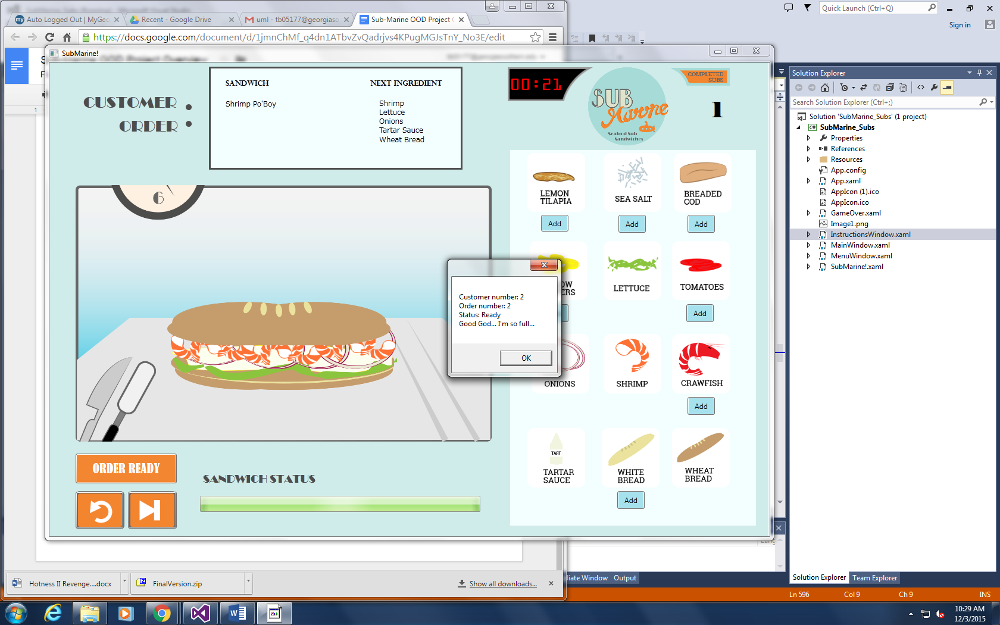 Auto Logged Out | MyGeo
Recent - Google Drive
uml - tb05177@georgiaso
Sub-Marine OOD Project
https://docs.google.com/document/d/1jmnChMf_q4dn1ATbvZvQadrjvs4KPugMGJsTnY_No3E/edit
Quick Launch (Ctrl+Q)
Sign in
SubMarine!
CUSTOMER
ORDER :
SANDWICH
NEXT INGREDIENT
Shrimp Po'Boy
Shrimp
Lettuce
Onions
Tartar Sauce
Wheat Bread
00:21
SUB
Marine
Seafood Sub
Sandwiches
COMPLETED
SUBS
1
6
LEMON
TILAPIA
SEA SALT
BREADED
COD
Add
Add
Add
OW
ERS
LETTUCE
TOMATOES
Add
ONIONS
SHRIMP
CRAWFISH
Add
TART
TARTAR
SAUCE
WHITE
BREAD
WHEAT
BREAD
Add
Customer number: 2
Order number: 2
Status: Ready
Good God... I'm so full...
OK
ORDER READY
SANDWICH STATUS
Solution Explorer
Search Solution Explorer (Ctrl+;)
Solution 'SubMarine_Subs' (1 project)
SubMarine_Subs
Properties
References
Resources
App.config
App.xaml
AppIcon (1).ico
AppIcon.ico
GameOver.xaml
Image1.png
InstructionsWindow.xaml
MainWindow.xaml
MenuWindow.xaml
SubMarine!.xaml
Solution Explorer
Team Explorer
liate Window
Output
Hotness II Revenge....docx
FinalVersion.zip
Show all downloads...
Ln 596
Col 9
Ch 9
INS
10:29 AM
12/3/2015